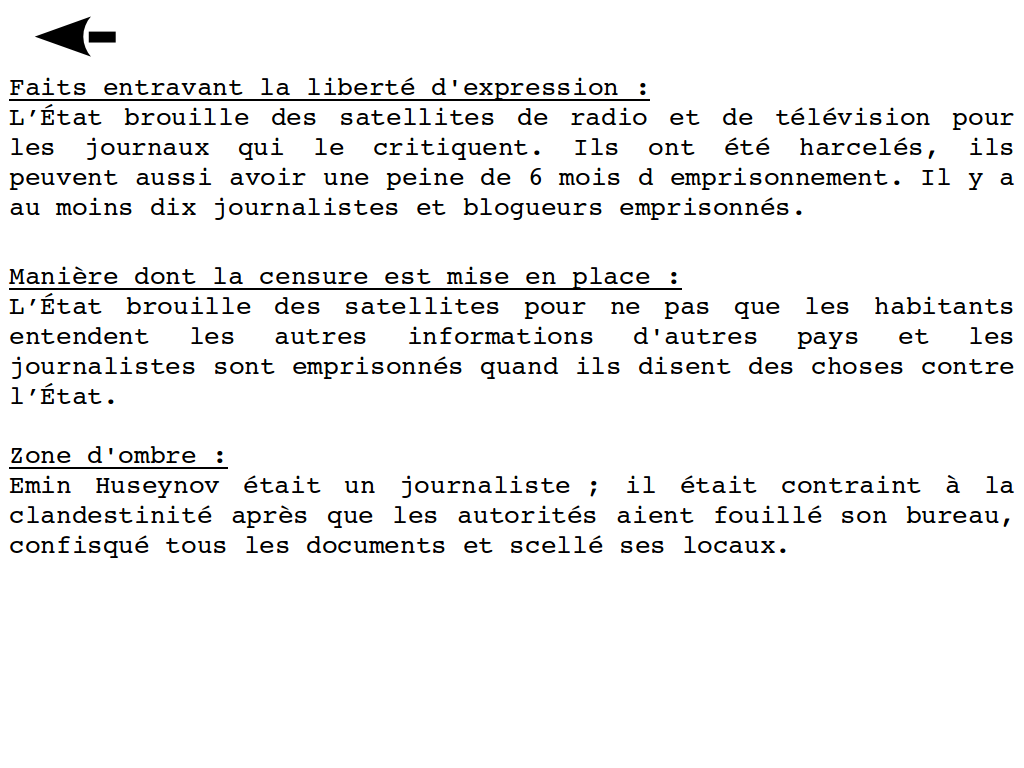 Faits entravant la liberté d'expression :
L’État brouille des satellites de radio et de télévision pour
les journaux qui le critiquent. Ils ont été harcelés, ils
peuvent aussi avoir une peine de 6 mois d emprisonnement. Il y a
au moins dix journalistes et blogueurs emprisonnés.
Manière dont la censure est mise en place :
L’État brouille des satellites pour ne pas que les habitants
entendent les autres informations d'autres pays et les
journalistes sont emprisonnés quand ils disent des choses contre
l’État.
Zone d'ombre :
Emin Huseynov était un journaliste ; il était contraint à la
clandestinité après que les autorités aient fouillé son bureau,
confisqué tous les documents et scellé ses locaux.